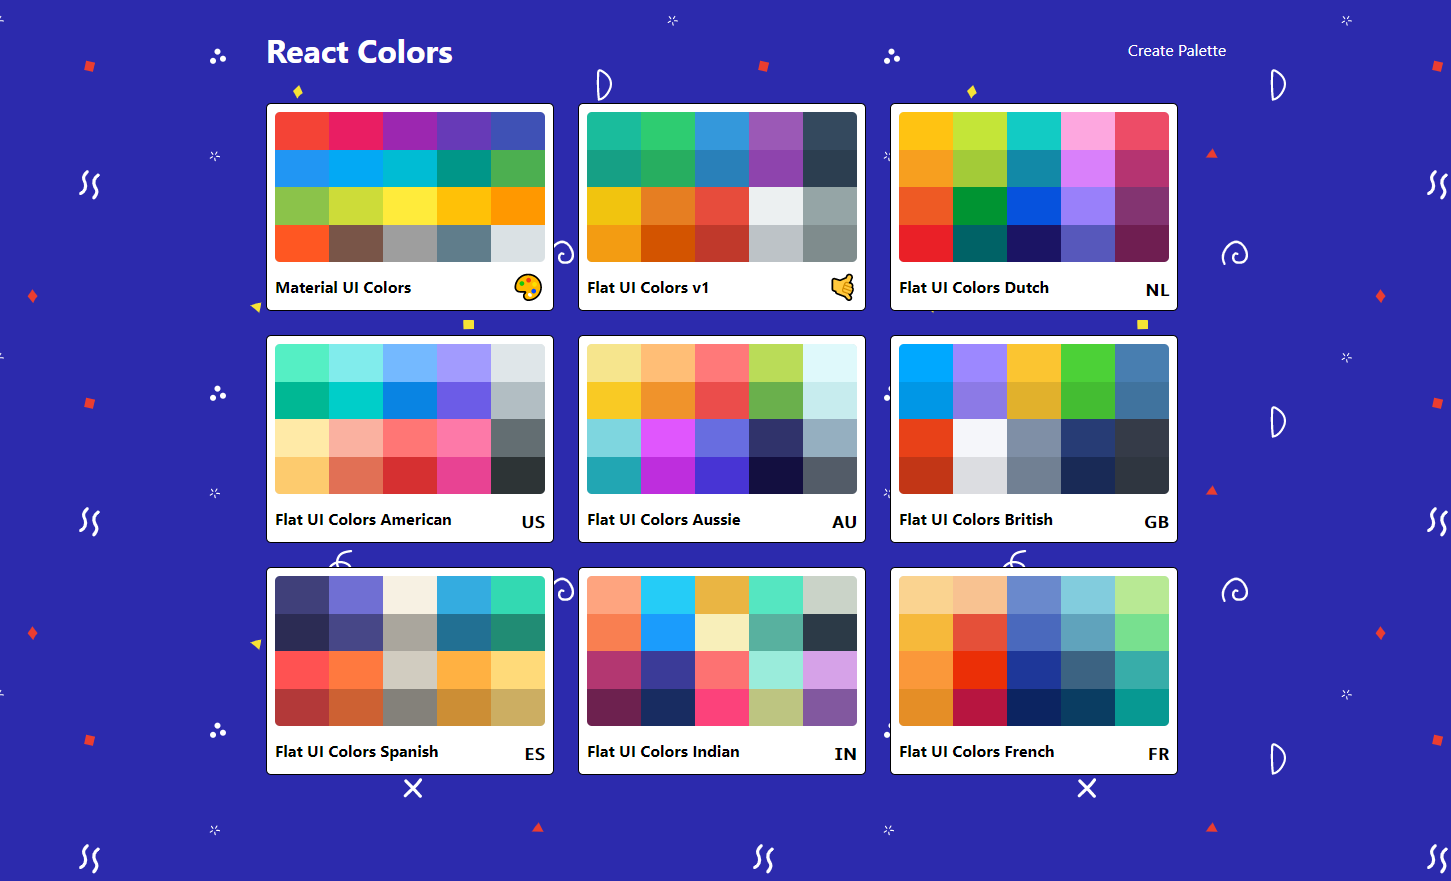 React Colors
Create Palette
Material UI Colors
Flat UI Colors v1
Flat UI Colors Dutch NL
Flat UI Colors American US
Flat UI Colors Aussie AU
Flat UI Colors British GB
Flat UI Colors Spanish ES
Flat UI Colors Indian IN
Flat UI Colors French FR